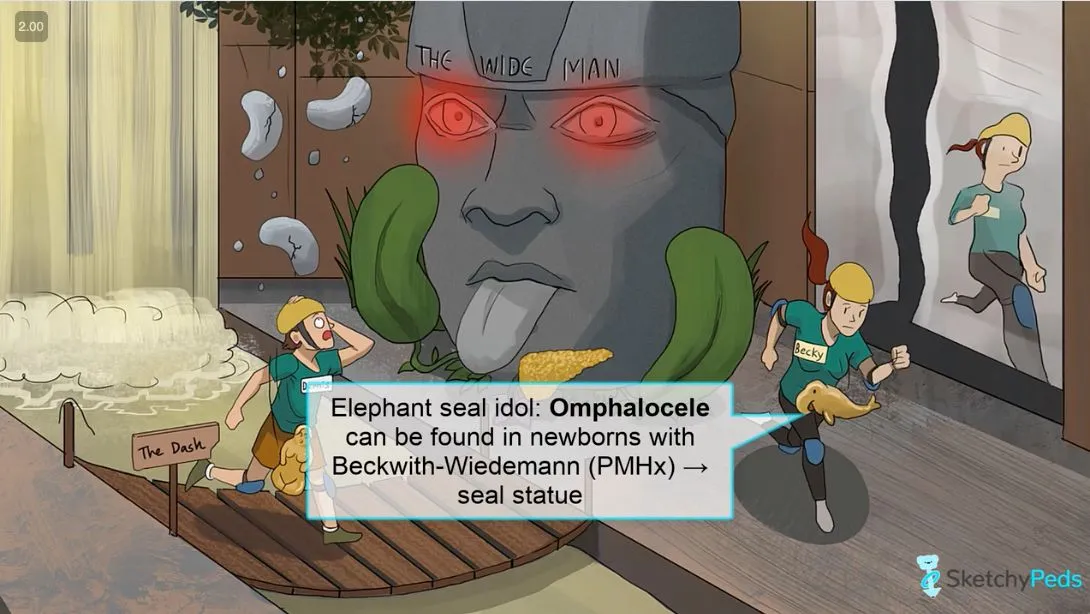 2.00
THE WIDE MAN
Becky
Dennis
The Dash
Elephant seal idol: Omphalocele
can be found in newborns with
Beckwith-Wiedemann (PMHx) →
seal statue
SketchyPeds